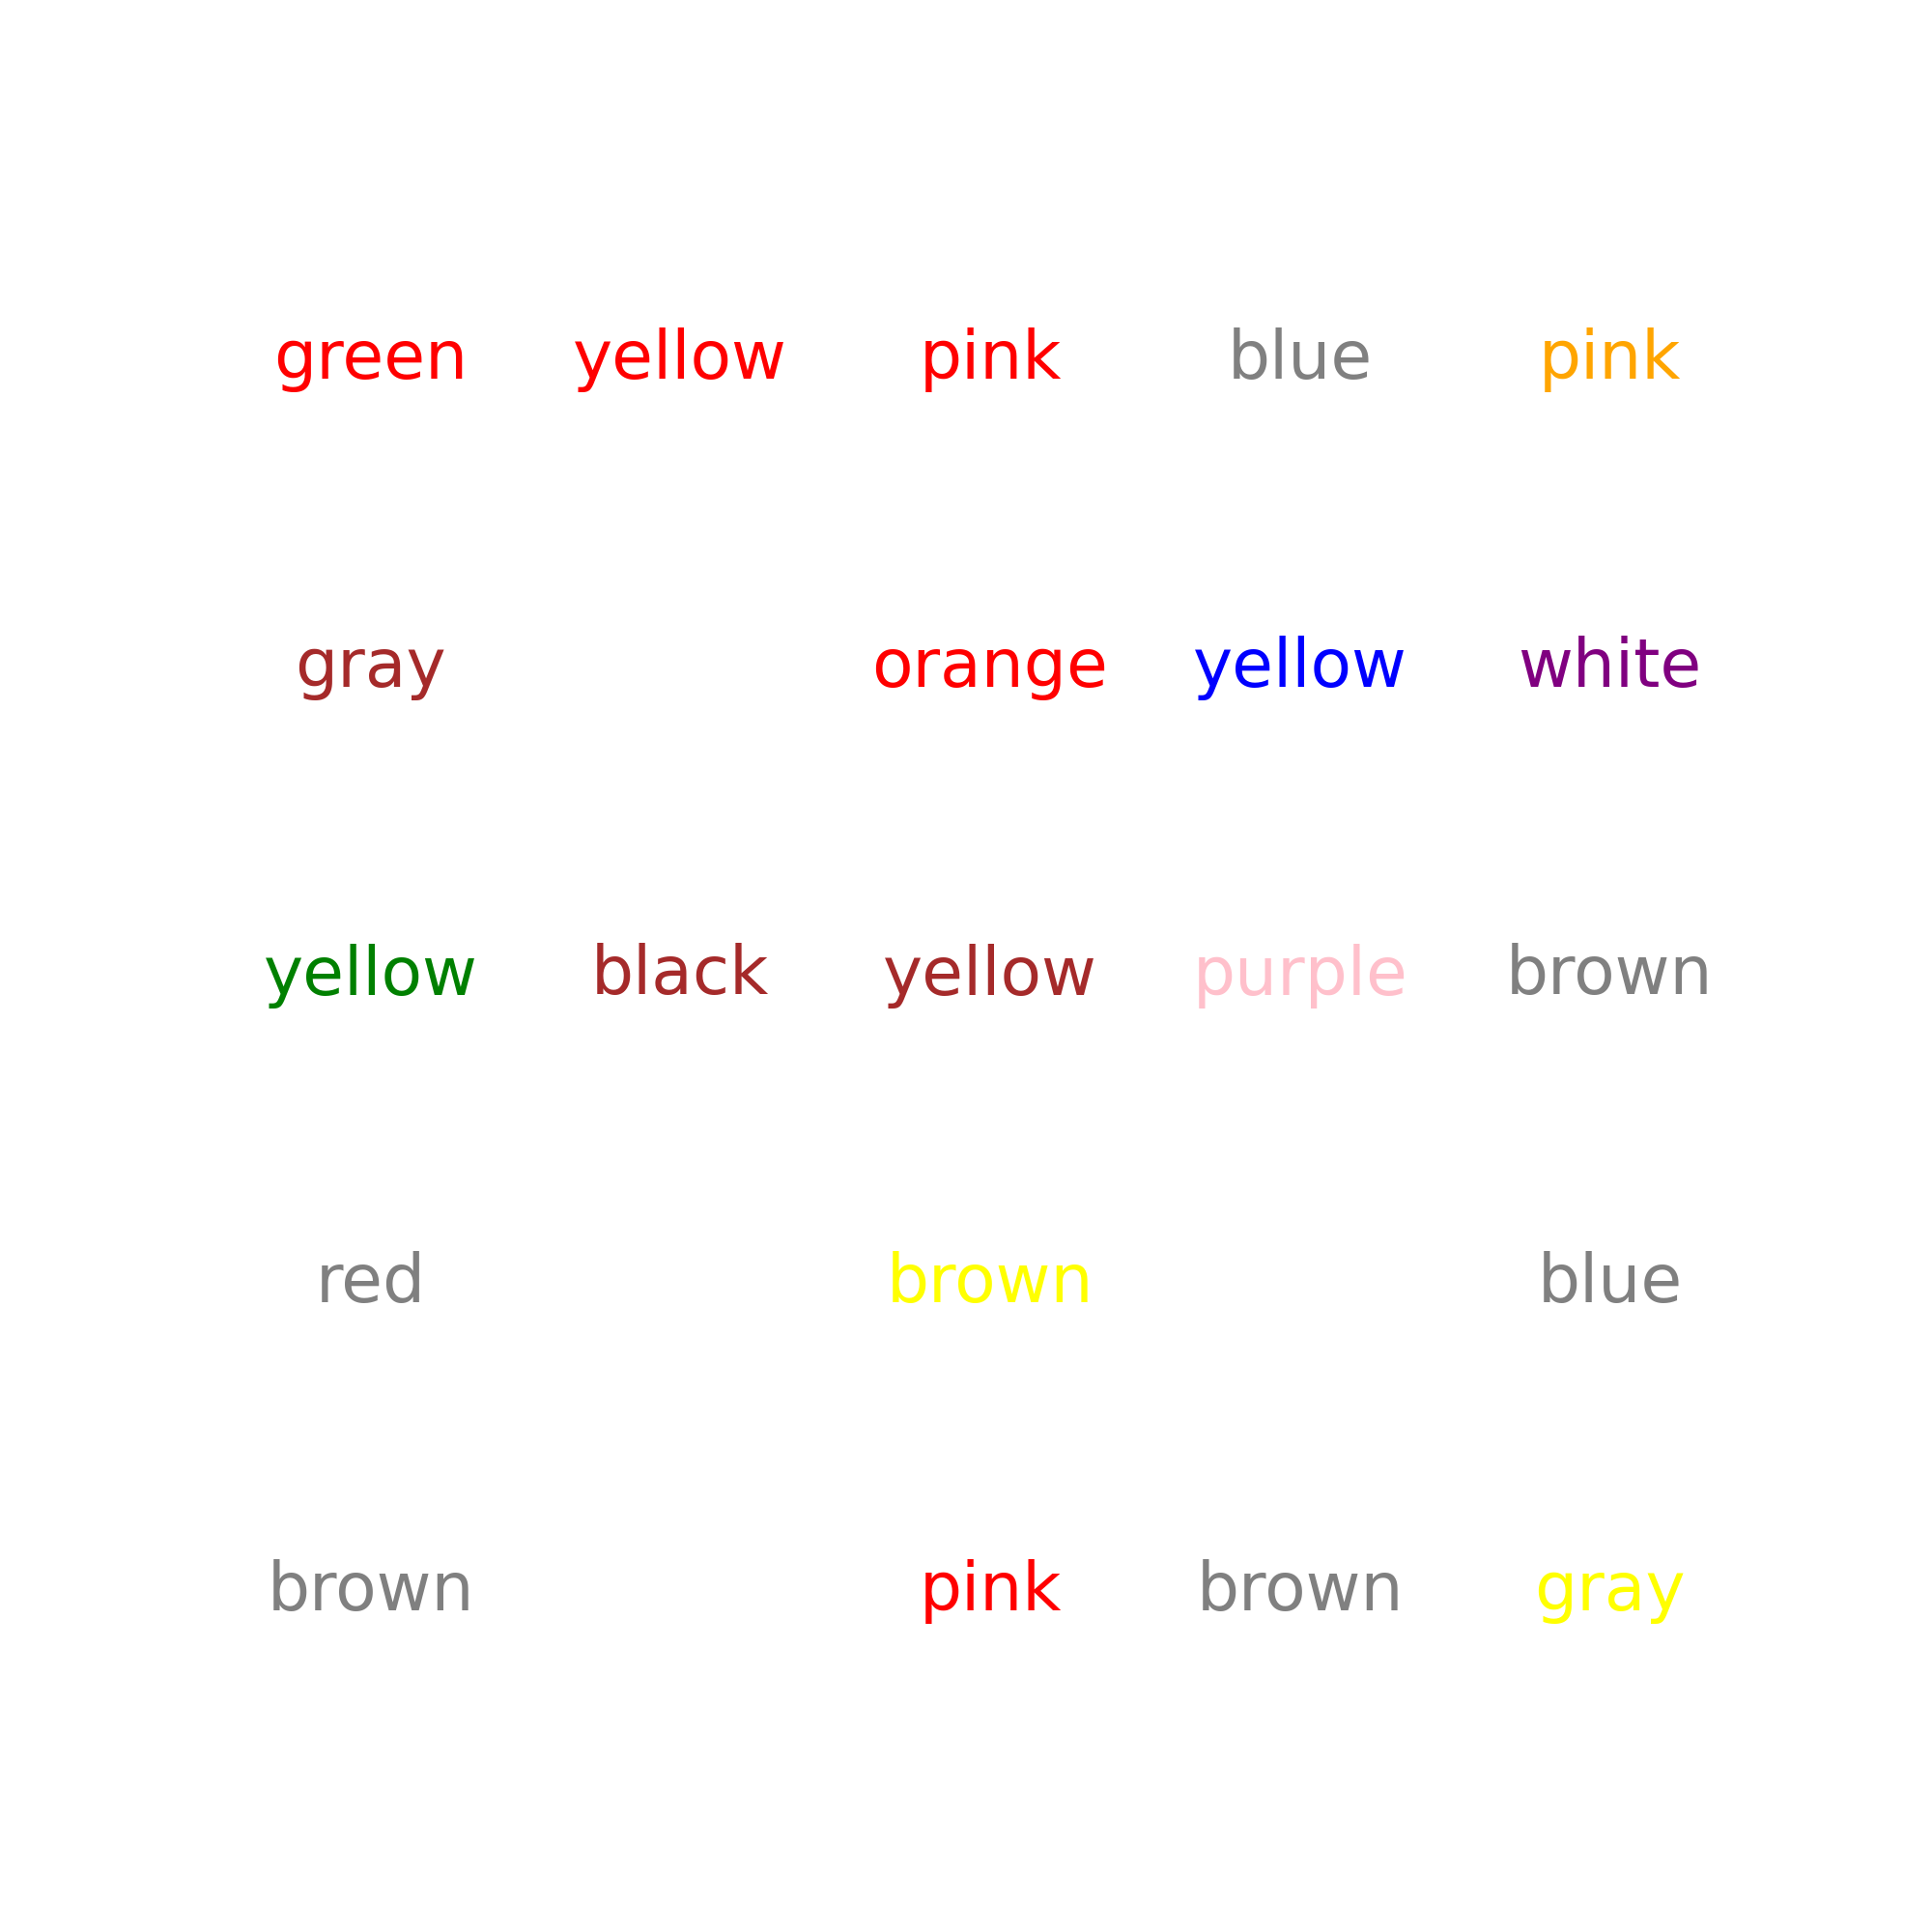 green yellow pink blue pink
gray orange yellow white
yellow black yellow purple brown
red brown blue
brown pink brown gray